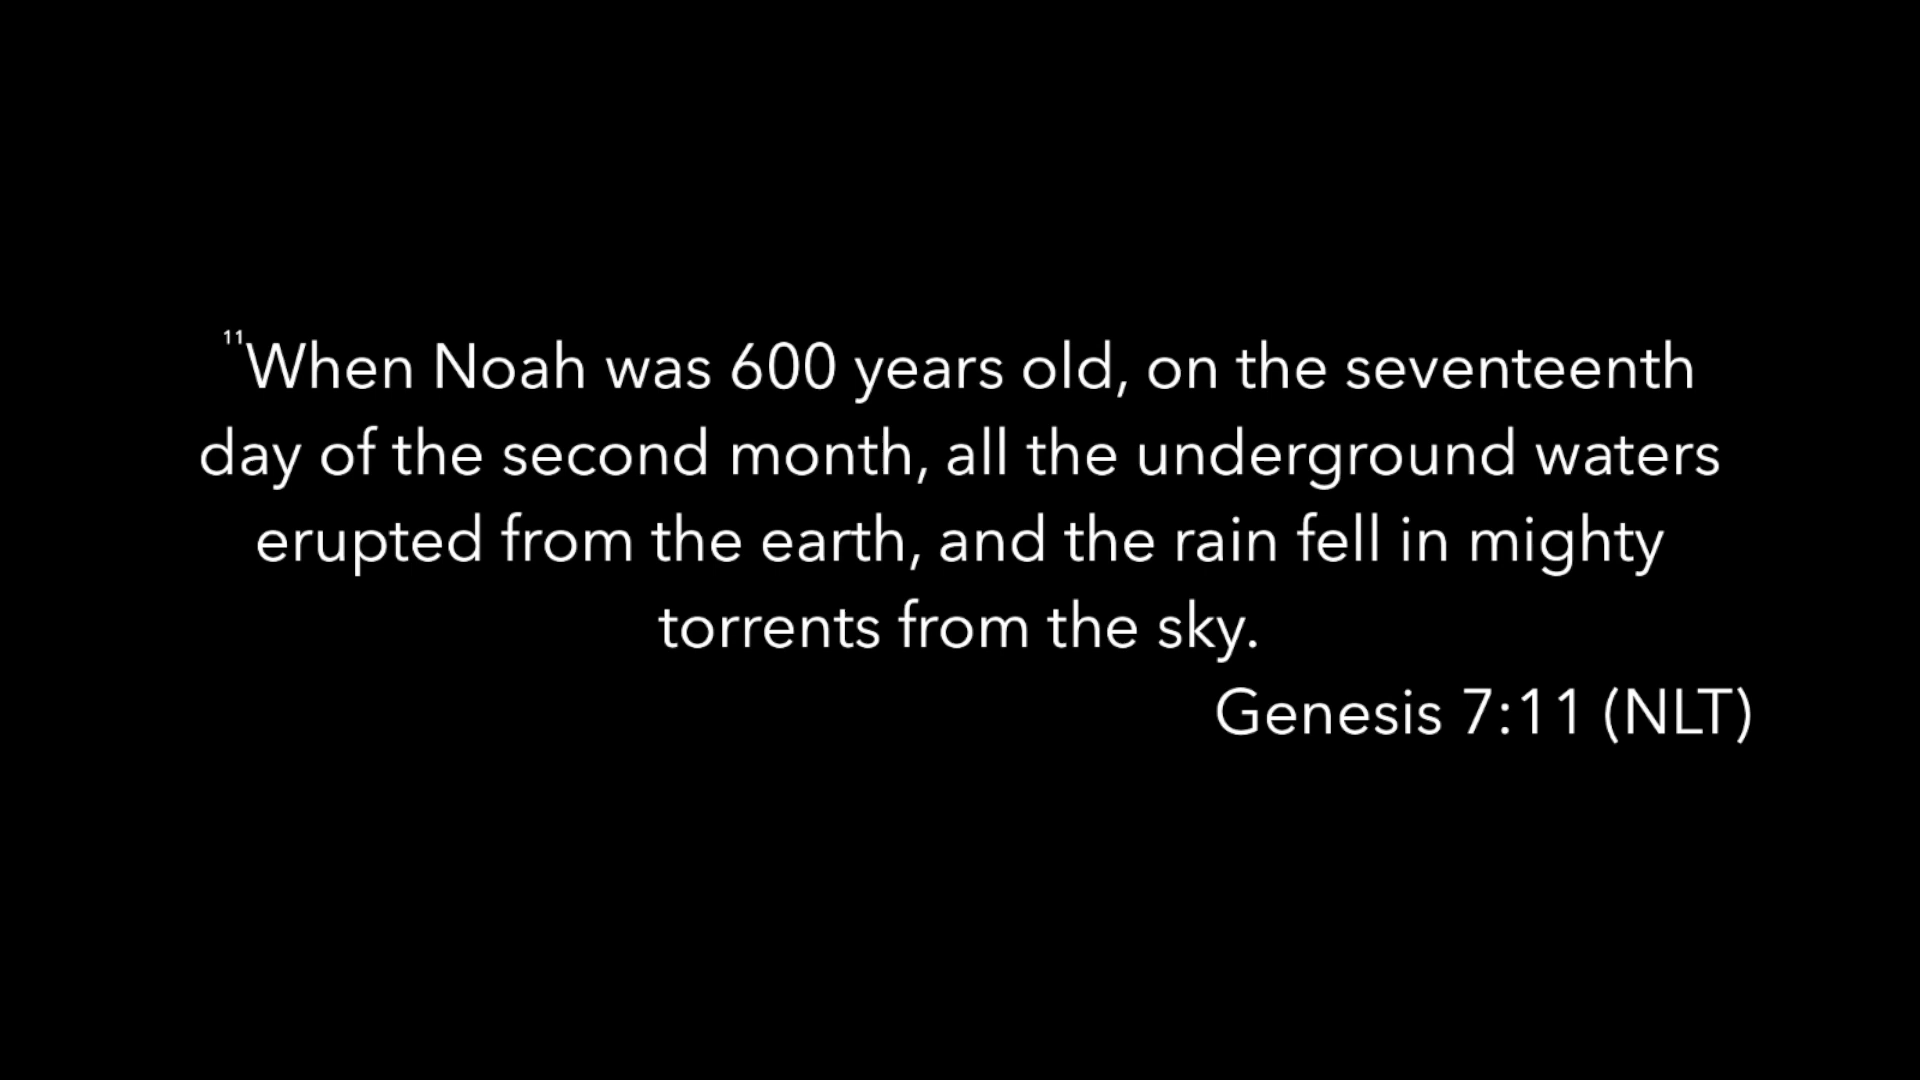 ¹¹When Noah was 600 years old, on the seventeenth
day of the second month, all the underground waters
erupted from the earth, and the rain fell in mighty
torrents from the sky.
Genesis 7:11 (NLT)